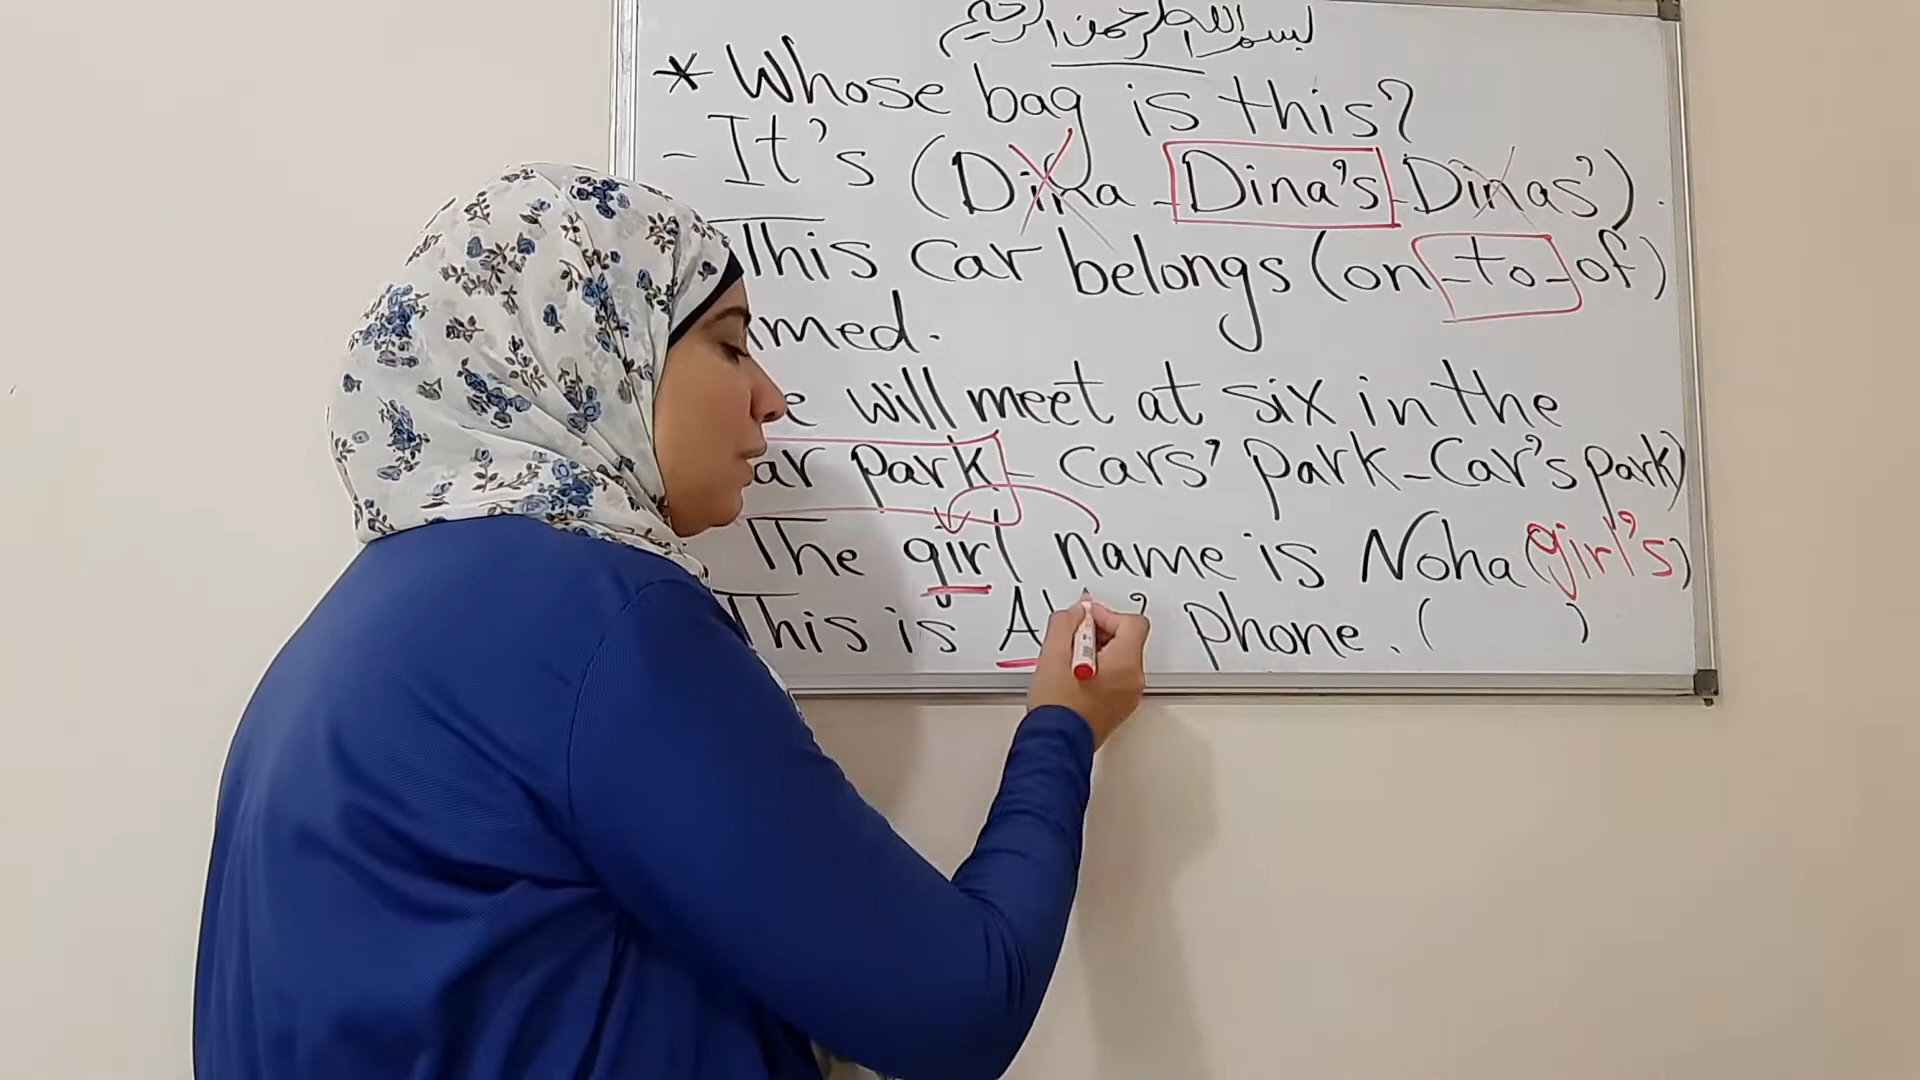 بسم الله الرحمن الرحيم
* Whose bag is this?
- It's (Dina - Dina's - Dinas').
This car belongs (on - to - of)
med.
will meet at six in the
park - cars' park - car's park)
The girl name is Noha (girl's)
This is phone. ( )